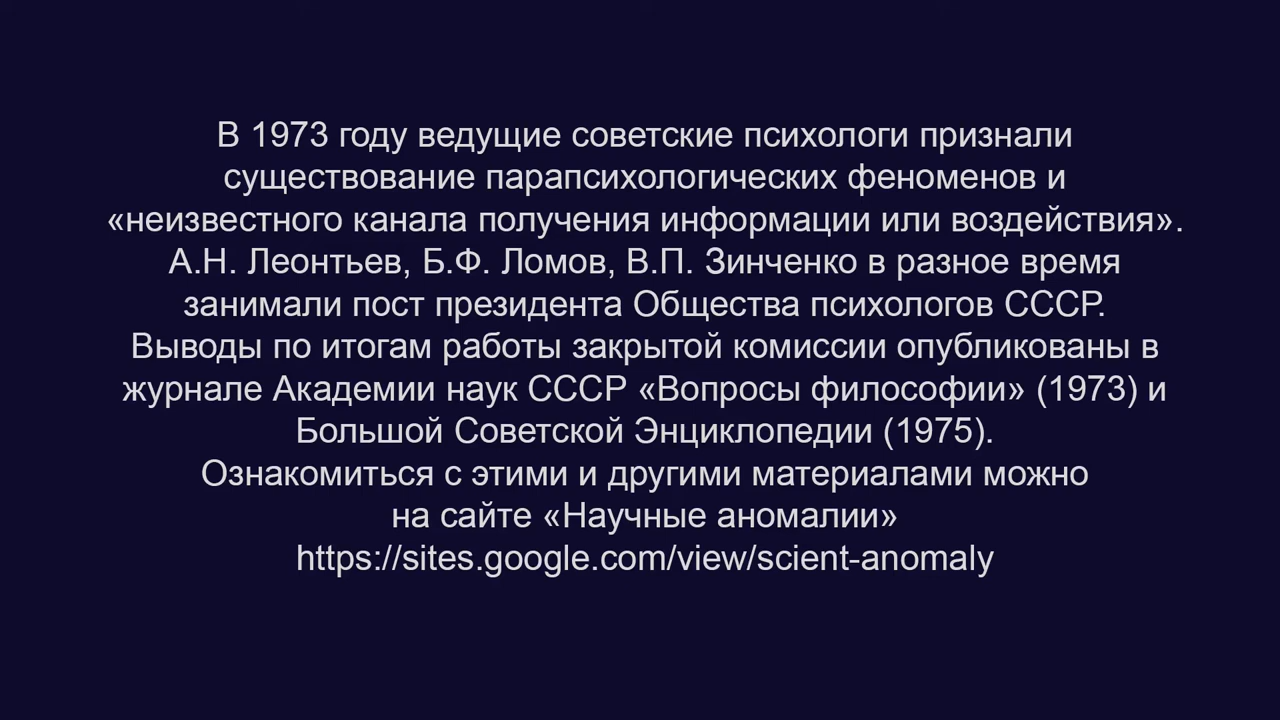 В 1973 году ведущие советские психологи признали
существование парапсихологических феноменов и
«неизвестного канала получения информации или воздействия».
А.Н. Леонтьев, Б.Ф. Ломов, В.П. Зинченко в разное время
занимали пост президента Общества психологов СССР.
Выводы по итогам работы закрытой комиссии опубликованы в
журнале Академии наук СССР «Вопросы философии» (1973) и
Большой Советской Энциклопедии (1975).
Ознакомиться с этими и другими материалами можно
на сайте «Научные аномалии»
https://sites.google.com/view/scient-anomaly